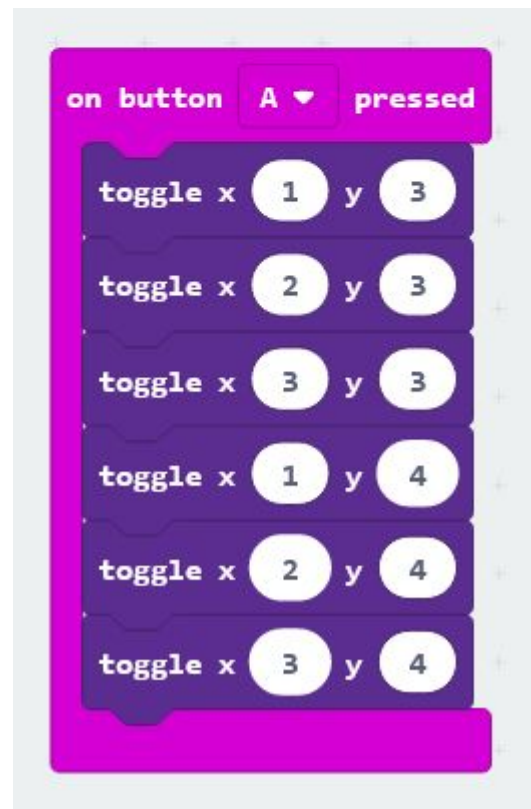 on button A pressed
toggle x 1 y 3
toggle x 2 y 3
toggle x 3 y 3
toggle x 1 y 4
toggle x 2 y 4
toggle x 3 y 4